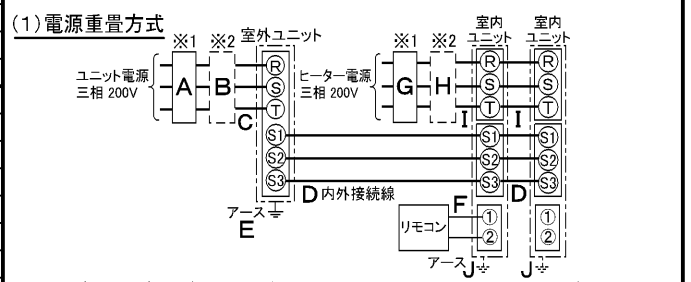 (1)電源重畳方式
※1 ※2 室外ユニット
ユニット電源
三相 200V
A B
C
R
S
T
S1
S2
S3
D 内外接続線
アース
E
※1 ※2
室内
ユニット
室内
ユニット
ヒーター電源
三相 200V
G H
R
S
T
I
S1
S2
S3
R
S
T
I
S1
S2
S3
D
リモコン
F
①
②
①
②
アース
J
J